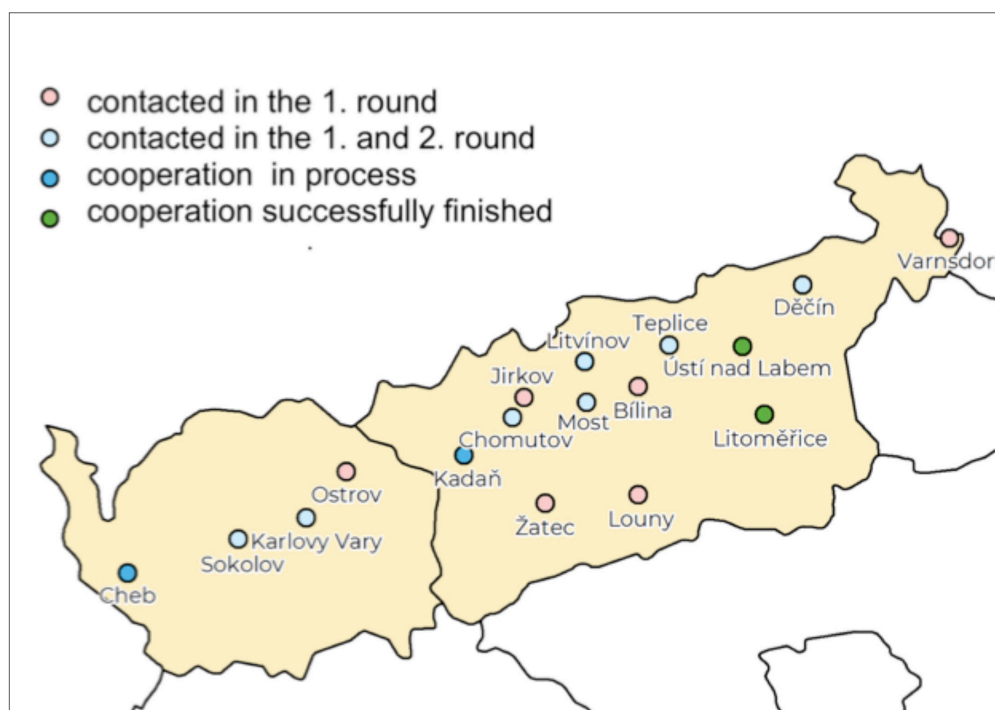 contacted in the 1. round
contacted in the 1. and 2. round
cooperation in process
cooperation successfully finished
Varnsdor
Děčín
Teplice
Litvínov
Ústí nad Labem
Jirkov
Bílina
Most
Chomutov
Litoměřice
Kadaň
Ostrov
Louny
Žatec
Karlovy Vary
Sokolov
Cheb